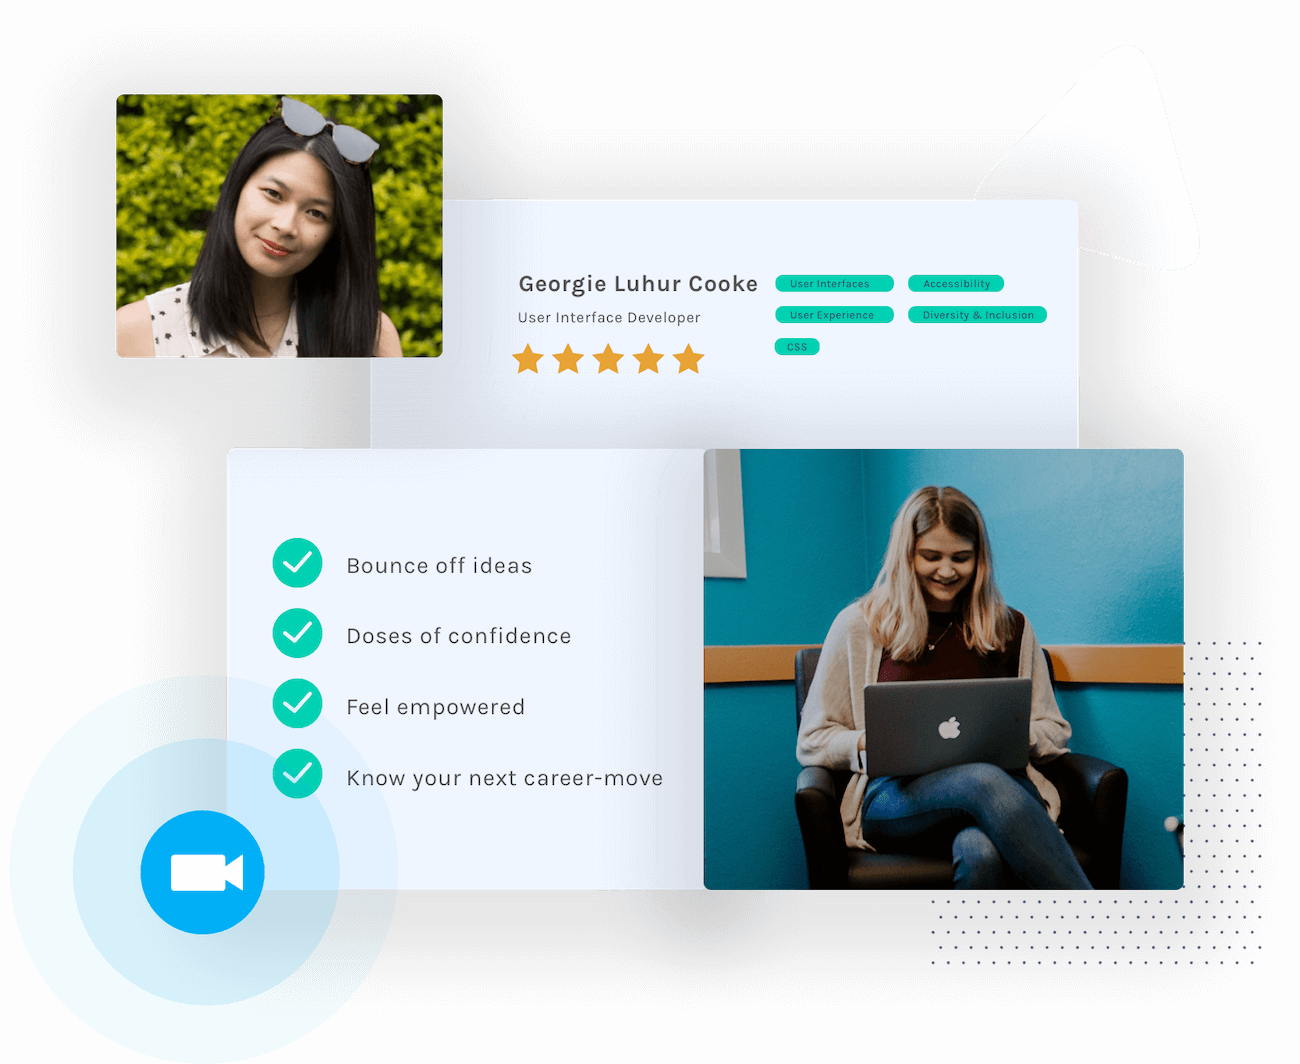 Georgie Luhur Cooke
User Interface Developer
User Interfaces
Accessibility
User Experience
Diversity & Inclusion
CSS
Bounce off ideas
Doses of confidence
Feel empowered
Know your next career-move